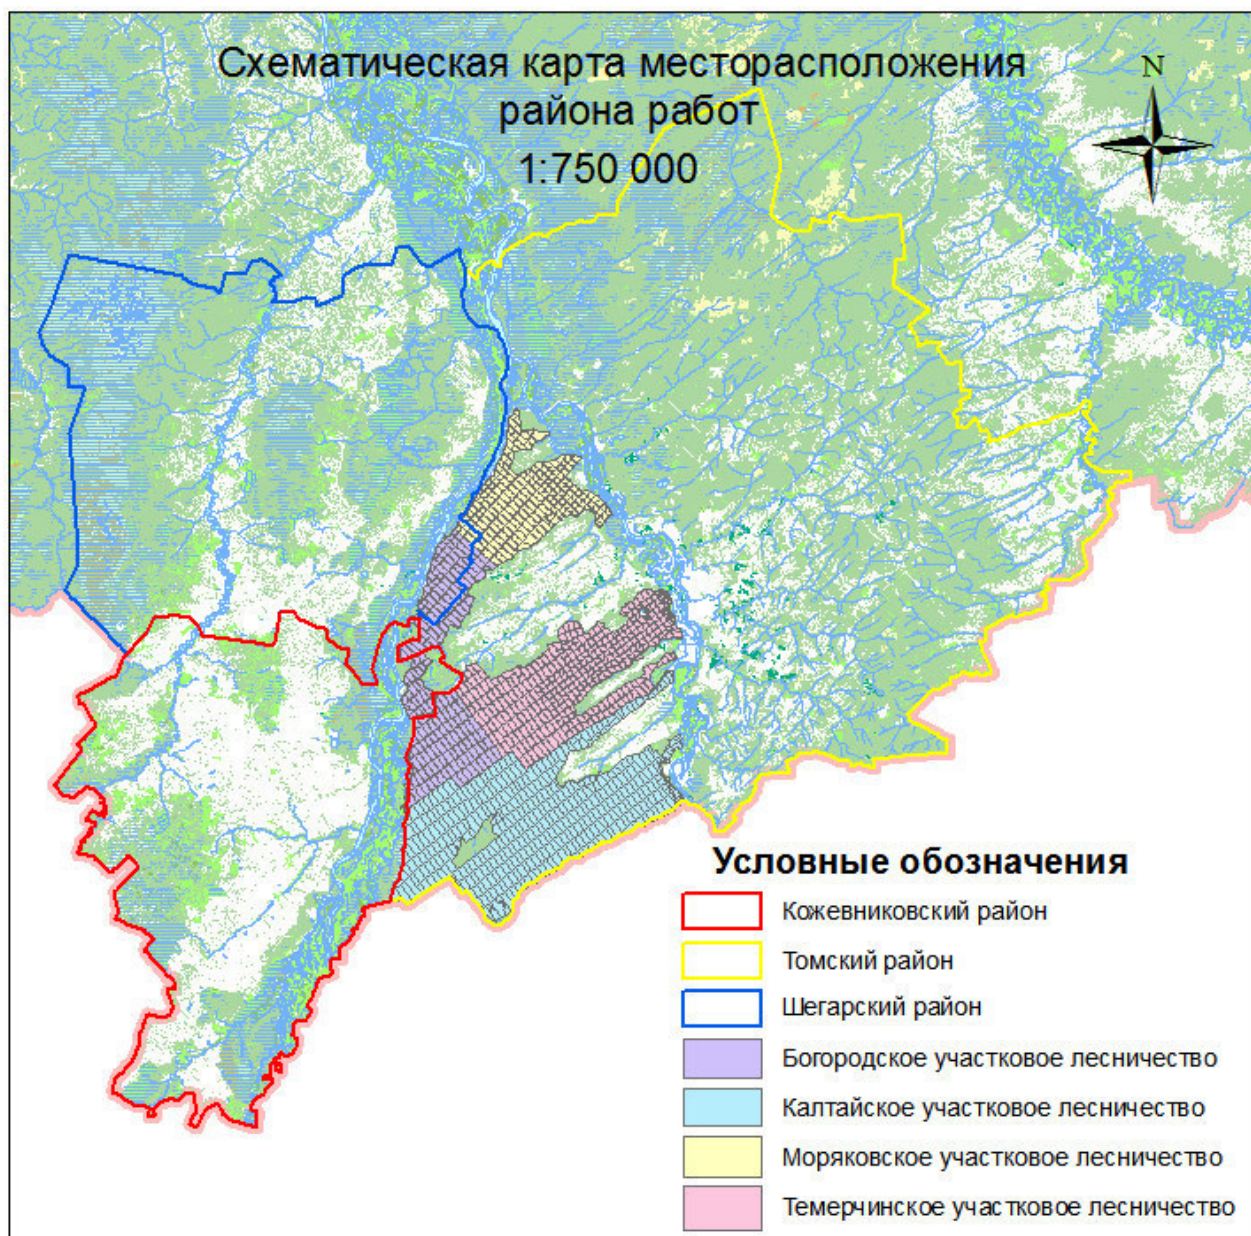 Схематическая карта месторасположения
района работ
1:750 000
N
Условные обозначения
Кожевниковский район
Томский район
Шегарский район
Богородское участковое лесничество
Калтайское участковое лесничество
Моряковское участковое лесничество
Темерчинское участковое лесничество